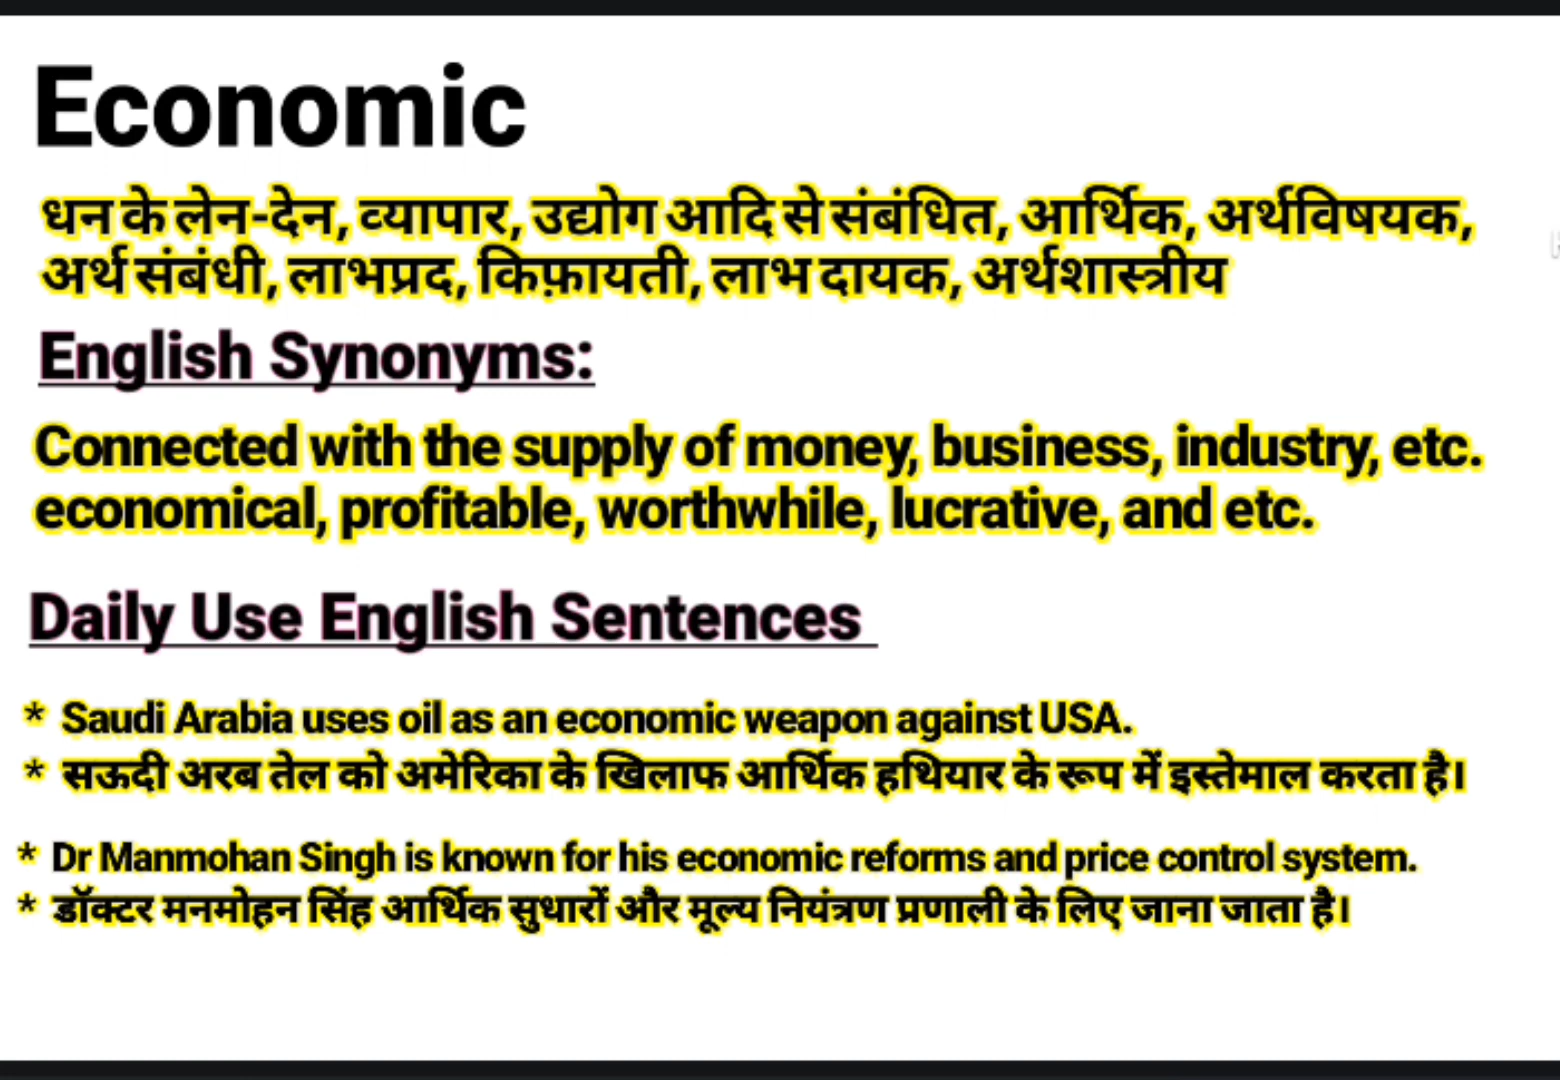 Economic
धन के लेन-देन, व्यापार, उद्योग आदि से संबंधित, आर्थिक, अर्थविषयक,
अर्थ संबंधी, लाभप्रद, किफ़ायती, लाभ दायक, अर्थशास्त्रीय
English Synonyms:
Connected with the supply of money, business, industry, etc.
economical, profitable, worthwhile, lucrative, and etc.
Daily Use English Sentences
* Saudi Arabia uses oil as an economic weapon against USA.
* सऊदी अरब तेल को अमेरिका के खिलाफ आर्थिक हथियार के रूप में इस्तेमाल करता है।
* Dr Manmohan Singh is known for his economic reforms and price control system.
* डॉक्टर मनमोहन सिंह आर्थिक सुधारों और मूल्य नियंत्रण प्रणाली के लिए जाना जाता है।